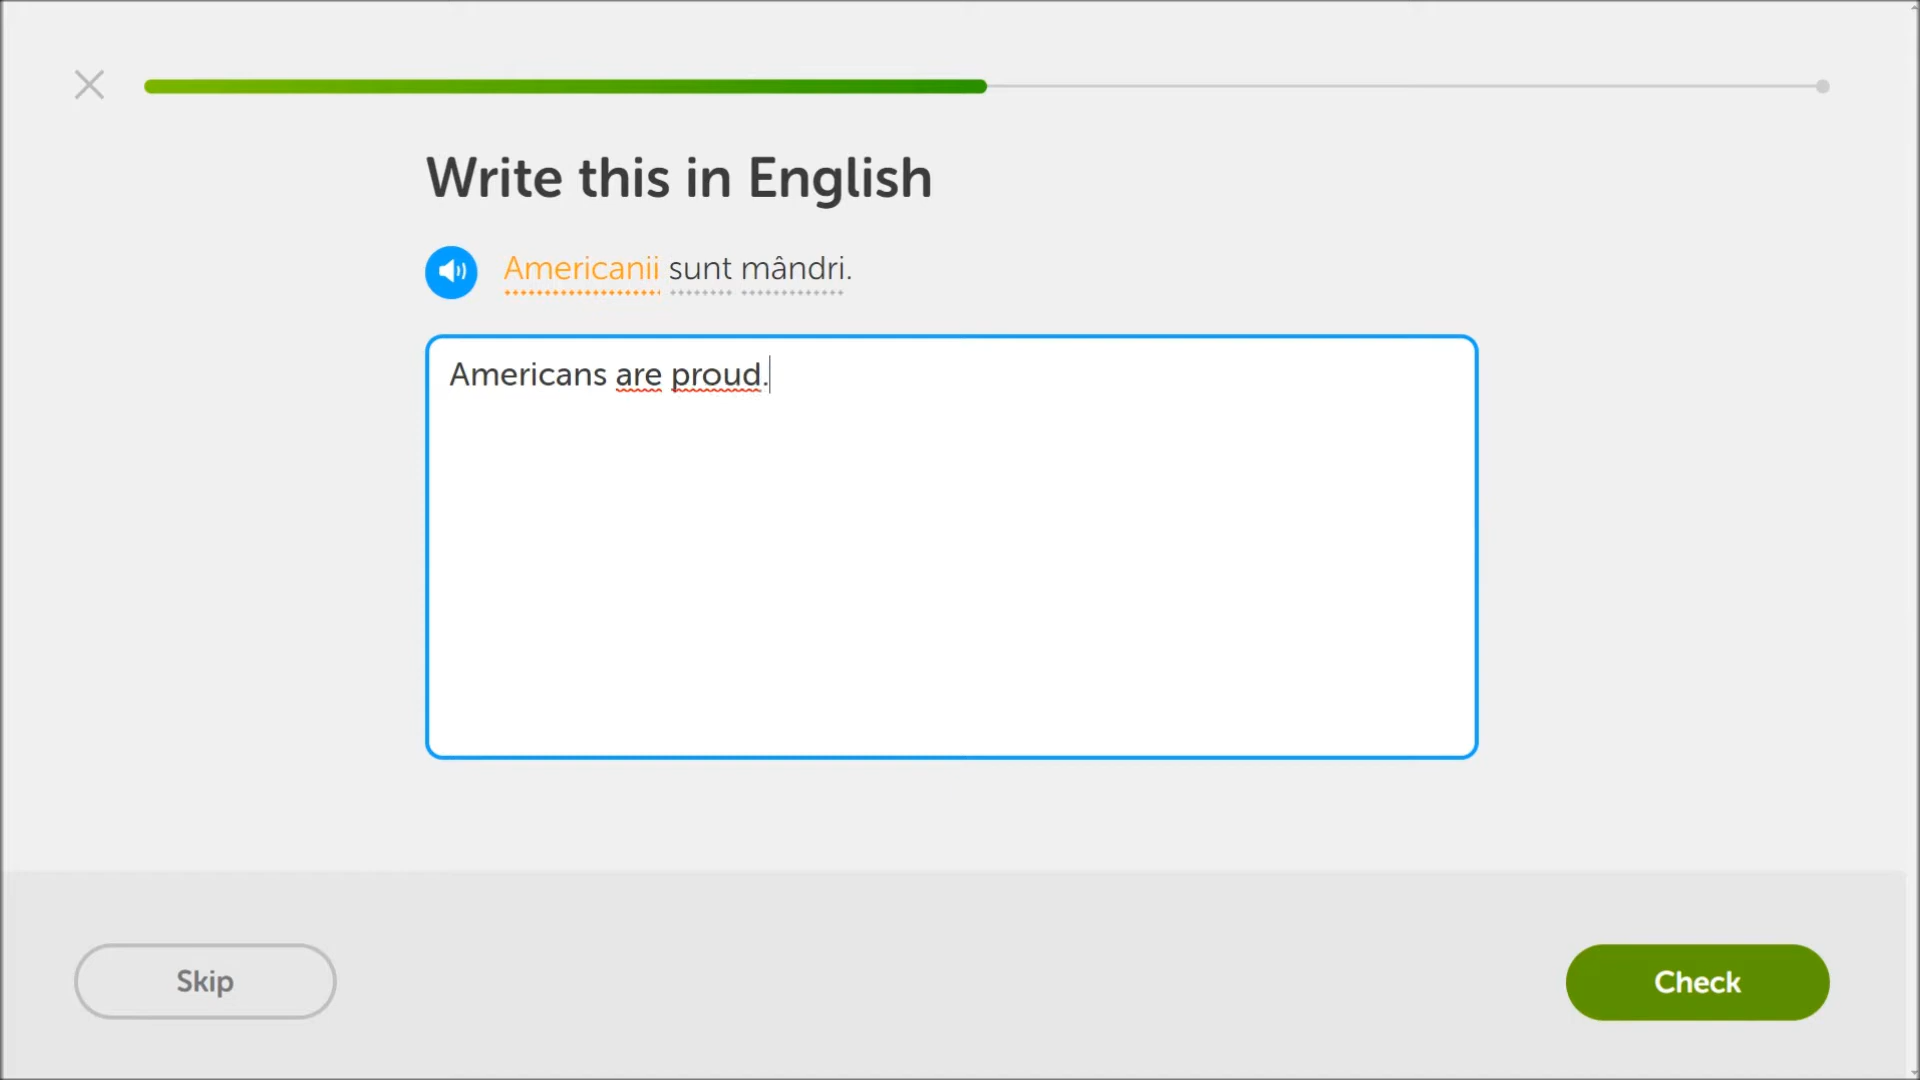 Write this in English
Americanii sunt mândri.
Americans are proud.
Skip
Check